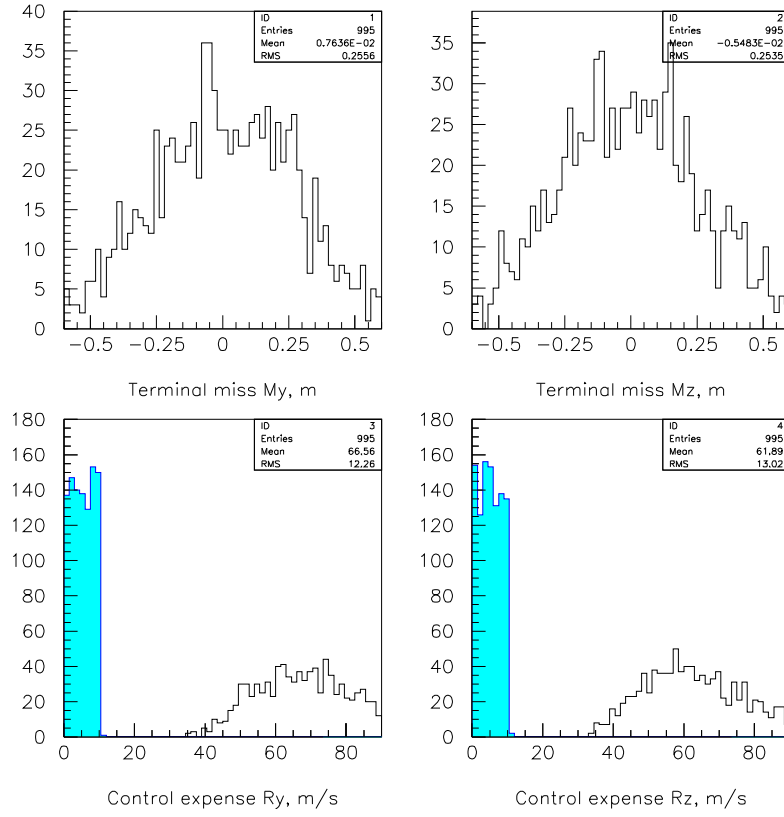 ID 1
Entries 995
Mean 0.7636E-02
RMS 0.2556
40
35
30
25
20
15
10
5
0
−0.5 −0.25 0 0.25 0.5
Terminal miss My, m
ID 2
Entries 995
Mean −0.5483E-02
RMS 0.2535
35
30
25
20
15
10
5
0
−0.5 −0.25 0 0.25 0.5
Terminal miss Mz, m
ID 3
Entries 995
Mean 66.56
RMS 12.26
180
160
140
120
100
80
60
40
20
0
0 20 40 60 80
Control expense Ry, m/s
ID 4
Entries 995
Mean 61.89
RMS 13.02
180
160
140
120
100
80
60
40
20
0
0 20 40 60 80
Control expense Rz, m/s